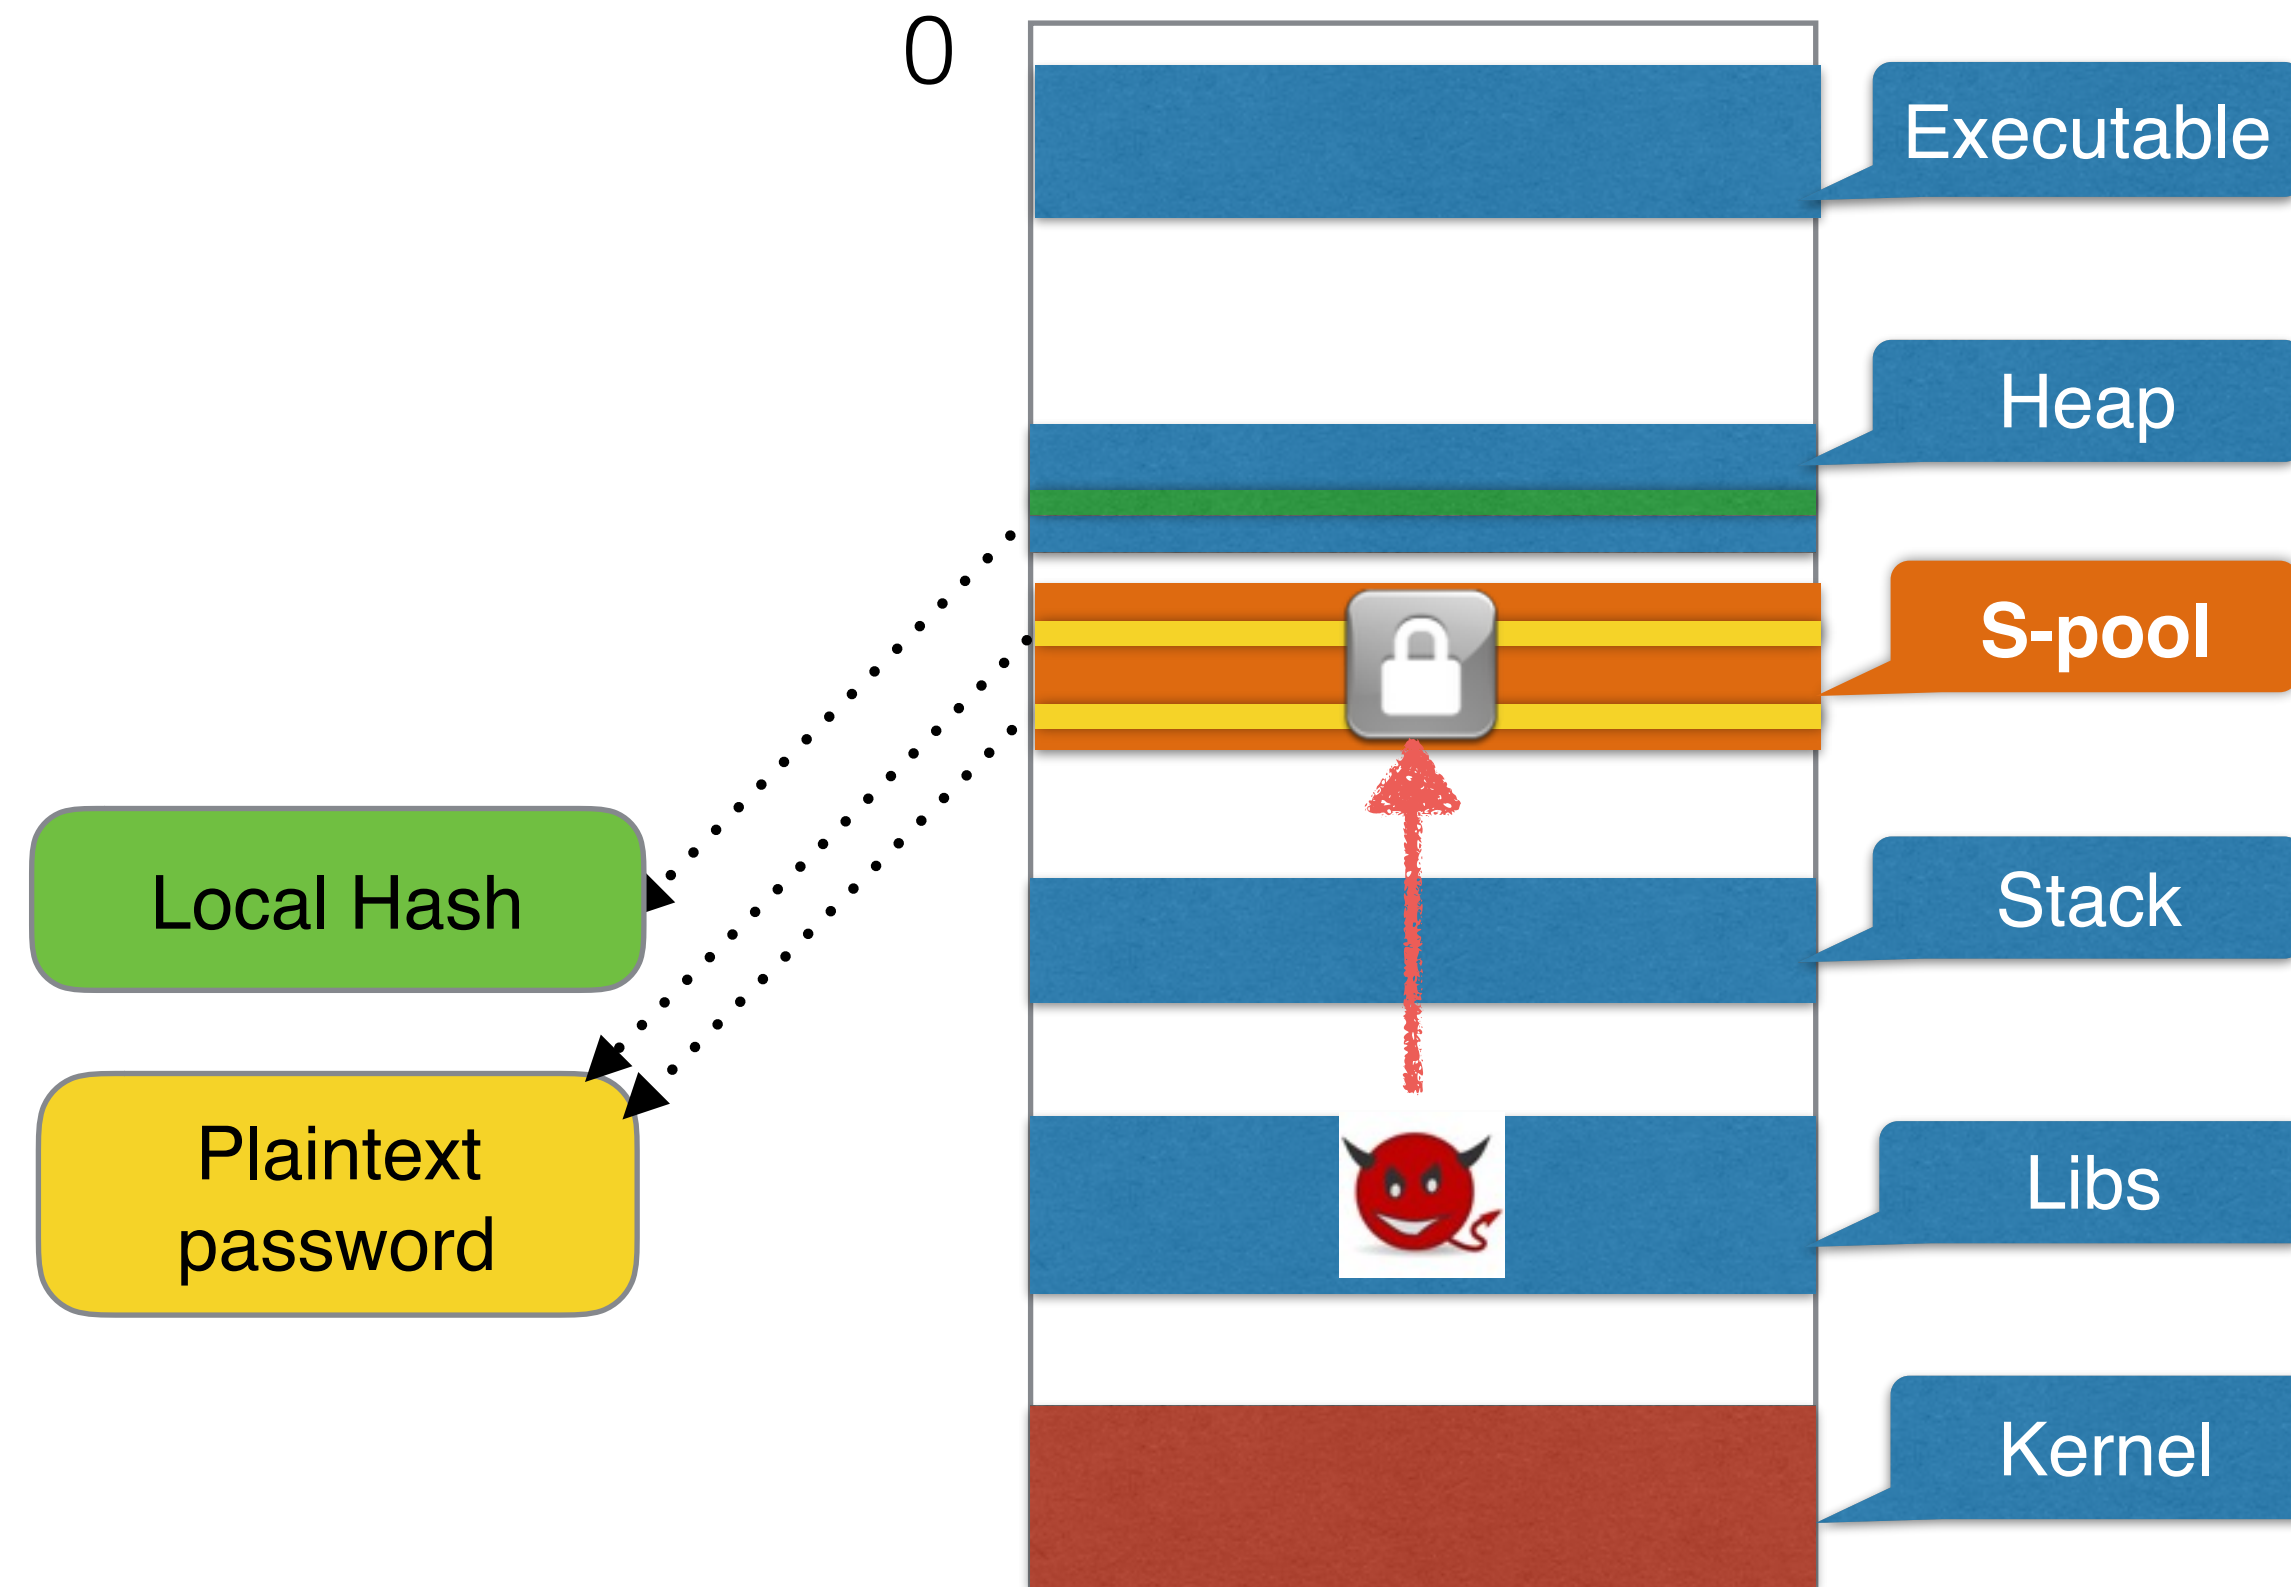 0
Executable
Heap
S-pool
Stack
Local Hash
Plaintext
password
Libs
Kernel